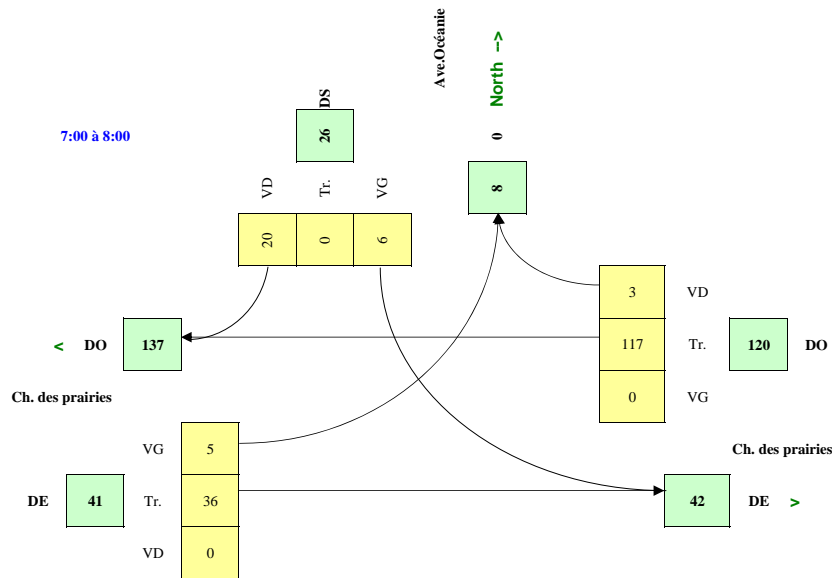 Ave.Océanie
North -->
0
DS
26
7:00 à 8:00
VD
Tr.
VG
8
20
0
6
3 VD
< DO 137
117 Tr. 120 DO
0 VG
Ch. des prairies
Ch. des prairies
VG 5
DE 41 Tr. 36
42 DE >
VD 0